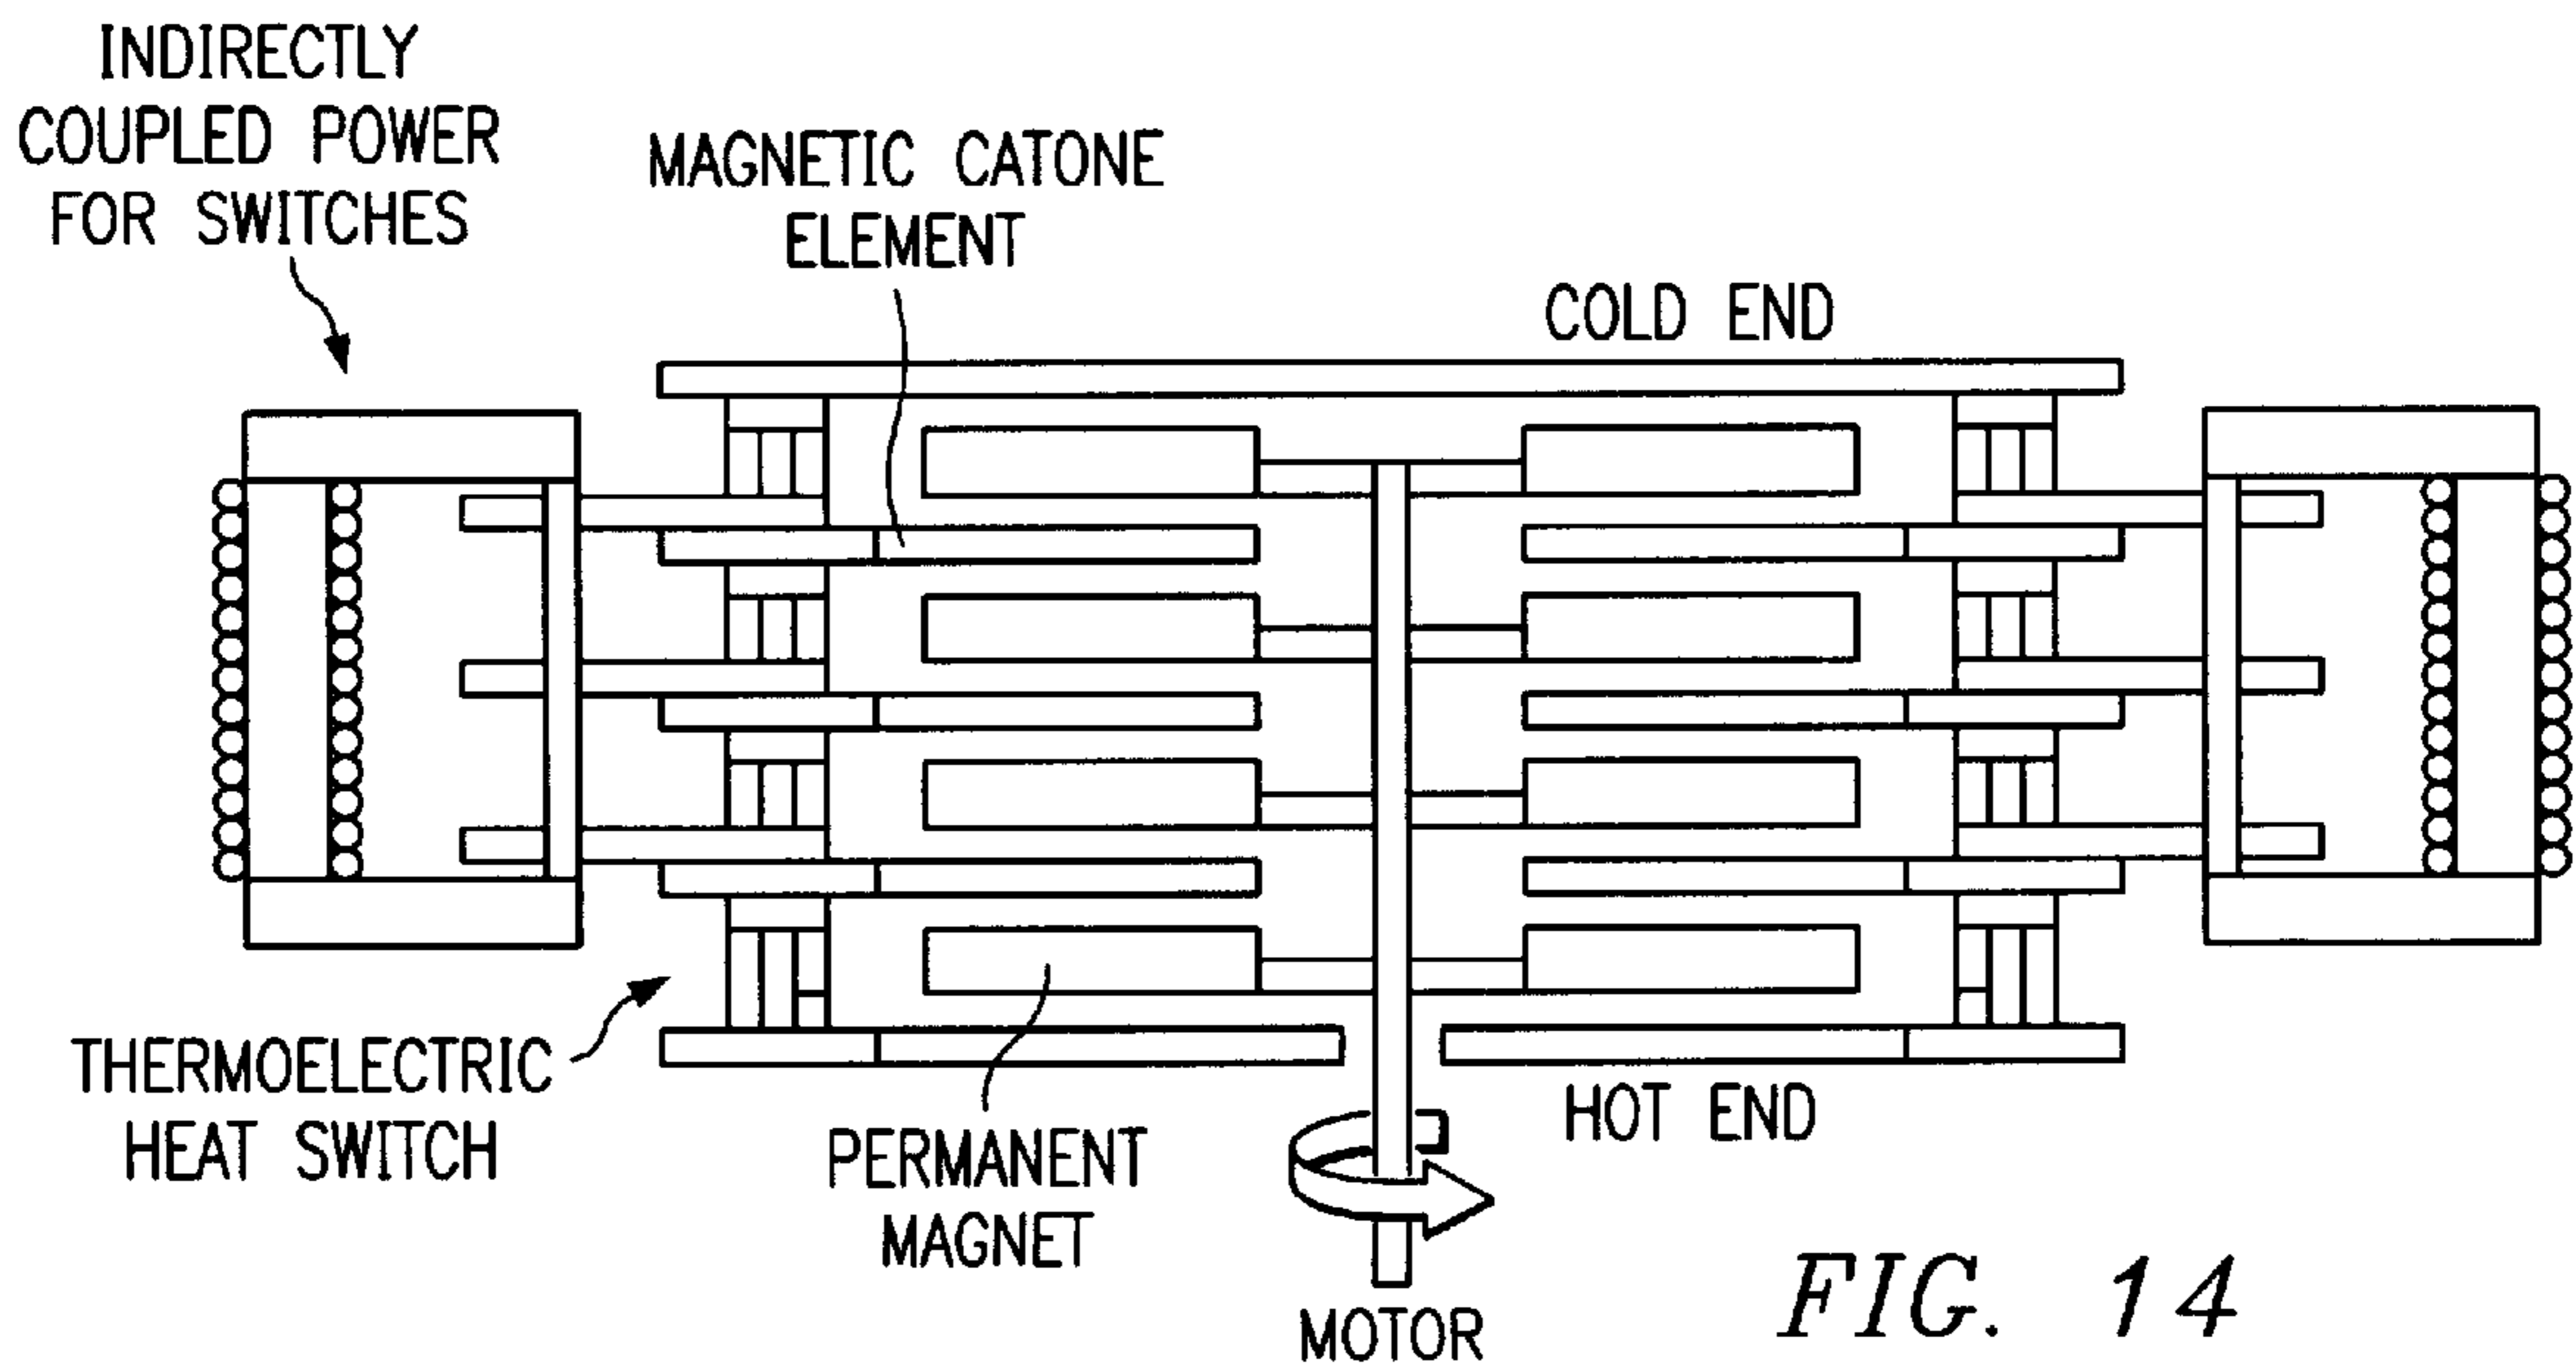 INDIRECTLY
COUPLED POWER
FOR SWITCHES
MAGNETIC CATONE
ELEMENT
COLD END
THERMOELECTRIC
HEAT SWITCH
PERMANENT
MAGNET
HOT END
MOTOR
FIG. 14